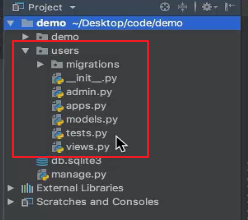 Project
demo ~/Desktop/code/demo
demo
users
migrations
__init__.py
admin.py
apps.py
models.py
tests.py
views.py
db.sqlite3
manage.py
External Libraries
Scratches and Consoles